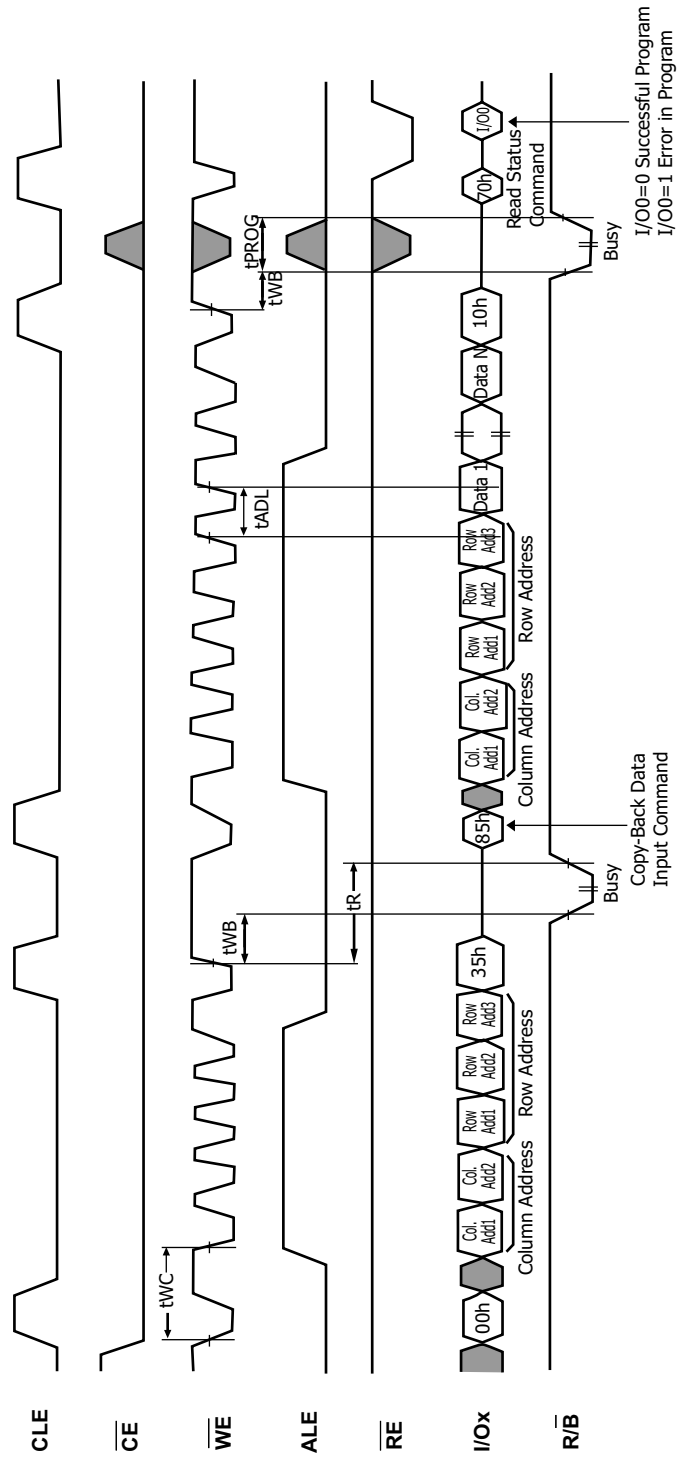 CLE
CE
WE
ALE
RE
I/Ox
R/B
tWC
tWB
tR
tADL
tWB
tPROG
00h
Col.
Add1
Col.
Add2
Row
Add1
Row
Add2
Row
Add3
35h
85h
Col.
Add1
Col.
Add2
Row
Add1
Row
Add2
Row
Add3
Data 1
Data N
10h
70h
I/O0
Column Address
Row Address
Column Address
Row Address
Read Status
Command
Busy
Busy
Copy-Back Data
Input Command
I/O0=0 Successful Program
I/O0=1 Error in Program